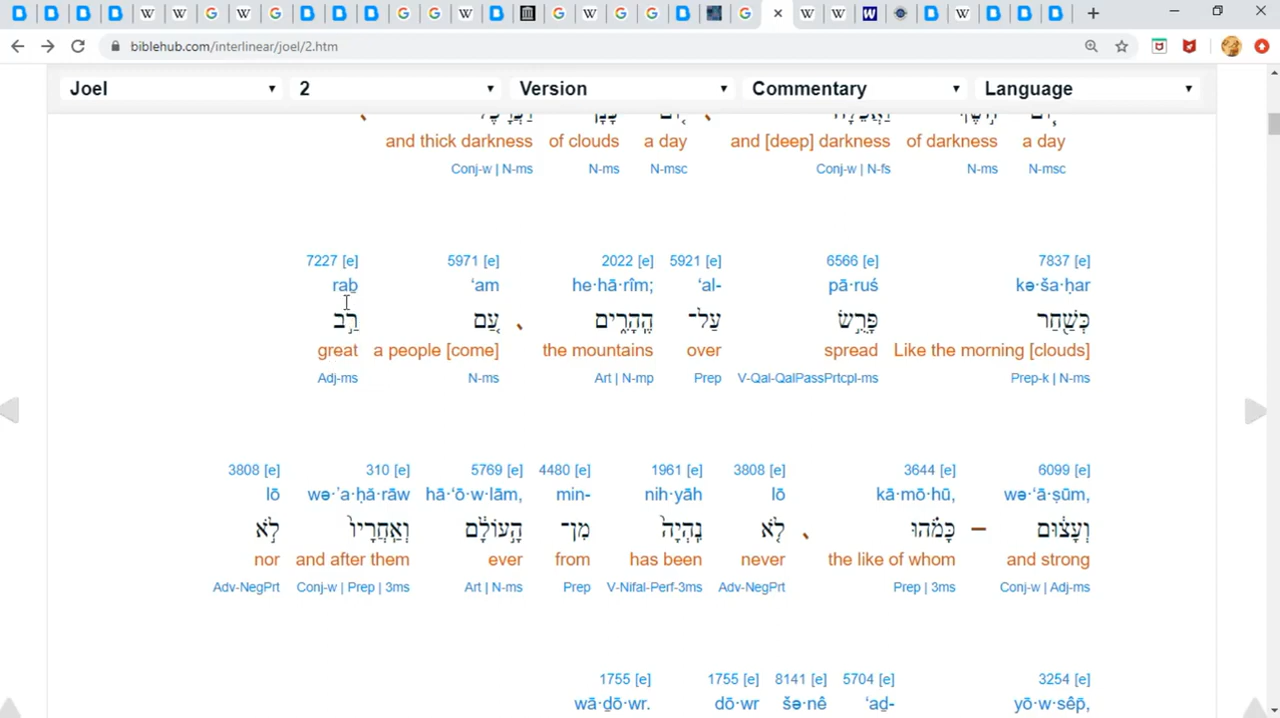 biblehub.com/interlinear/joel/2.htm
Joel 2 Version Commentary Language
and thick darkness of clouds a day and [deep] darkness of darkness a day
Conj-w | N-ms N-ms N-msc Conj-w | N-fs N-ms N-msc
7227 [e] 5971 [e] 2022 [e] 5921 [e] 6566 [e] 7837 [e]
raḇ ‘am he·hā·rîm; ‘al- pā·ruś kə·ša·ḥar
רַ֣ב עַ֚ם הֶֽהָרִ֑ים עַל־ פָּרֻ֖שׂ כְּשַׁ֖חַר
great a people [come] the mountains over spread Like the morning [clouds]
Adj-ms N-ms Art | N-mp Prep V-Qal-QalPassPrtcpl-ms Prep-k | N-ms
3808 [e] 310 [e] 5769 [e] 4480 [e] 1961 [e] 3808 [e] 3644 [e] 6099 [e]
lō wə·’a·ḥă·rāw hā·‘ō·w·lām, min- nih·yāh lō kā·mō·hū, wə·‘ā·ṣūm,
לֹ֣א וְאַֽחֲרָיו֙ הָ֣עוֹלָ֔ם מִן־ נִֽהְיָה֙ לֹ֤א כָּמֹ֗הוּ – וְעָצ֔וּם
nor and after them ever from has been never the like of whom and strong
Adv-NegPrt Conj-w | Prep | 3ms Art | N-ms Prep V-Nifal-Perf-3ms Adv-NegPrt Prep | 3ms Conj-w | Adj-ms
1755 [e] 1755 [e] 8141 [e] 5704 [e] 3254 [e]
wā·ḏō·wr. dō·wr šə·nê ‘aḏ- yō·w·sêp̄,